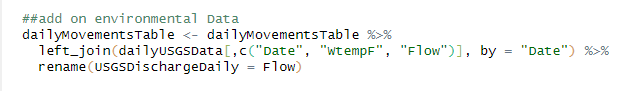 ##add on environmental Data
dailyMovementsTable <- dailyMovementsTable %>%
  left_join(dailyUSGSData[,c("Date", "WtempF", "Flow")], by = "Date") %>%
  rename(USGSDischargeDaily = Flow)